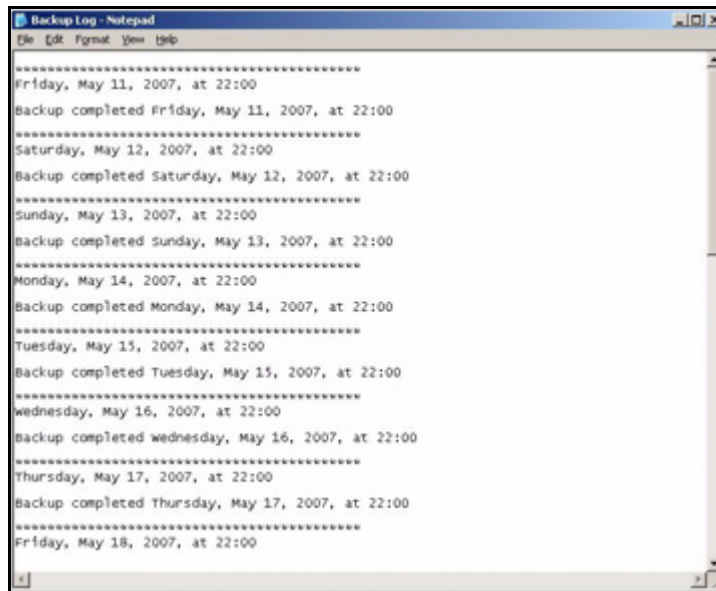 Backup Log - Notepad
File Edit Format View Help
*******************************************
Friday, May 11, 2007, at 22:00
Backup completed Friday, May 11, 2007, at 22:00
*******************************************
Saturday, May 12, 2007, at 22:00
Backup completed Saturday, May 12, 2007, at 22:00
*******************************************
Sunday, May 13, 2007, at 22:00
Backup completed Sunday, May 13, 2007, at 22:00
*******************************************
Monday, May 14, 2007, at 22:00
Backup completed Monday, May 14, 2007, at 22:00
*******************************************
Tuesday, May 15, 2007, at 22:00
Backup completed Tuesday, May 15, 2007, at 22:00
*******************************************
Wednesday, May 16, 2007, at 22:00
Backup completed Wednesday, May 16, 2007, at 22:00
*******************************************
Thursday, May 17, 2007, at 22:00
Backup completed Thursday, May 17, 2007, at 22:00
*******************************************
Friday, May 18, 2007, at 22:00